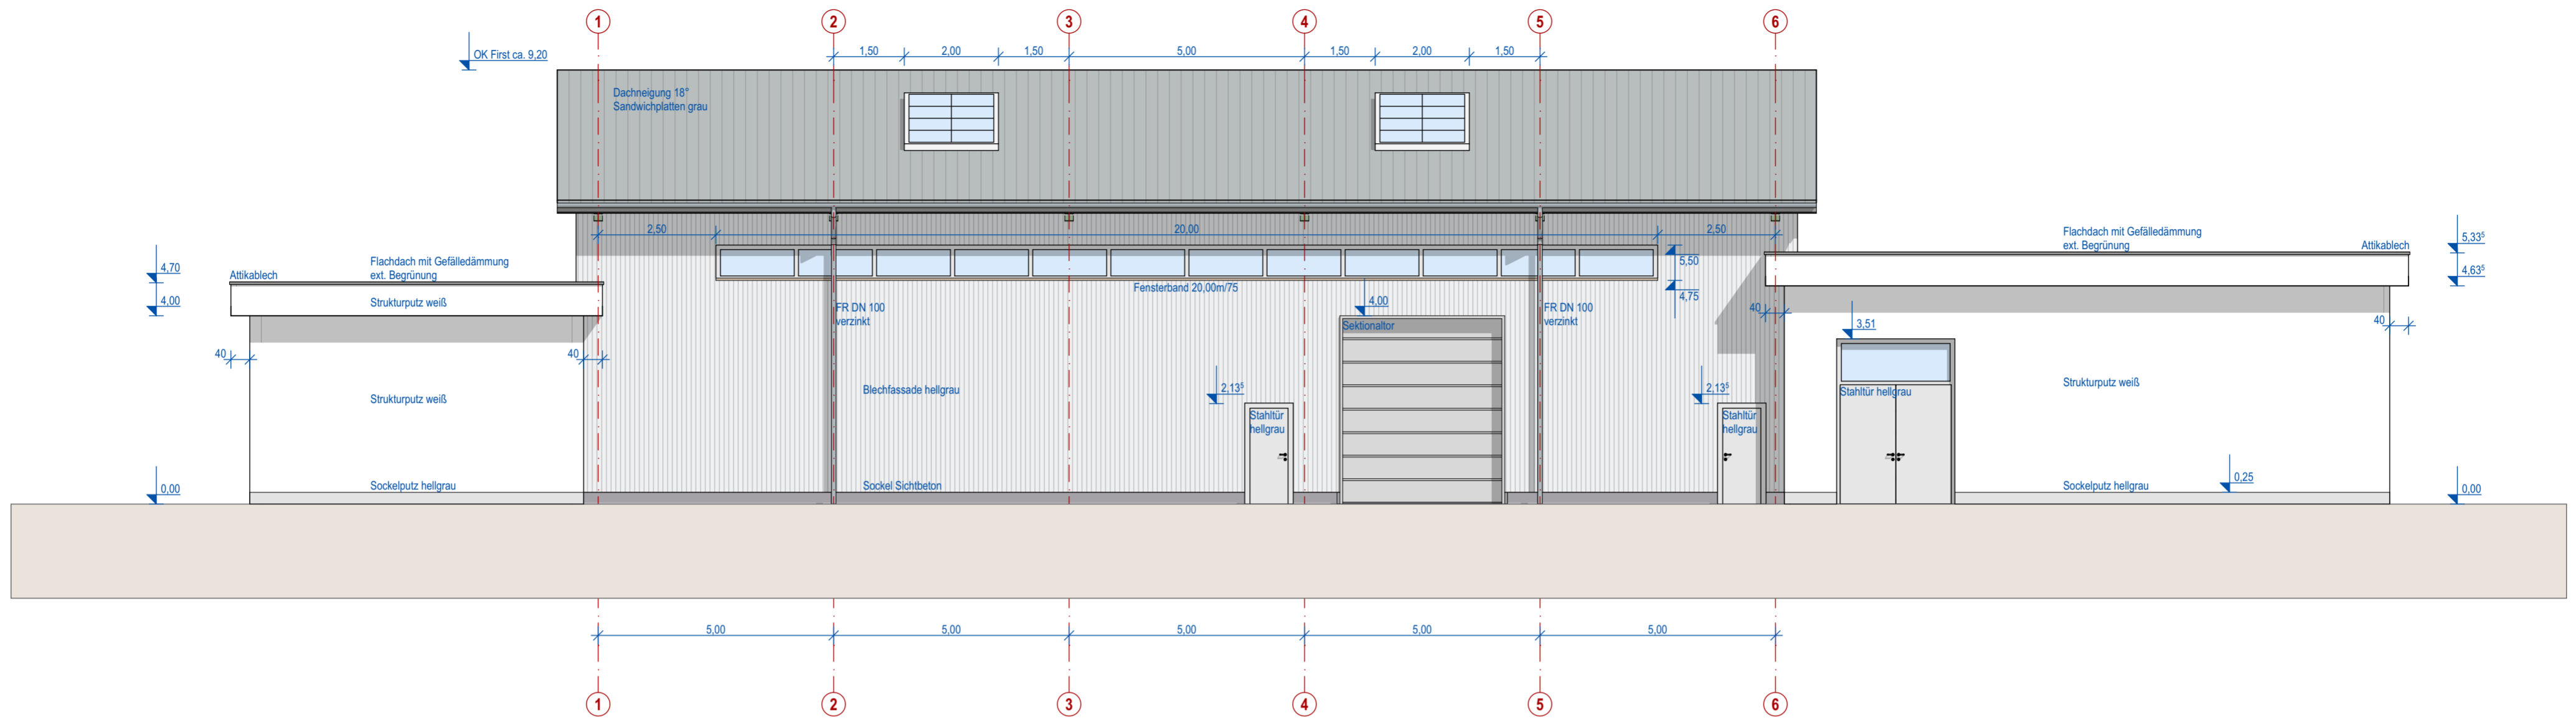 1 2 3 4 5 6
OK First ca. 9,20
1,50 2,00 1,50 5,00 1,50 2,00 1,50
Dachneigung 18°
Sandwichplatten grau
2,50 20,00 2,50
Flachdach mit Gefälledämmung
ext. Begrünung
Attikablech
5,33⁵
4,63⁵
4,70
4,00
Attikablech
Flachdach mit Gefälledämmung
ext. Begrünung
Strukturputz weiß
5,50
4,75
Fensterband 20,00m/75
FR DN 100
verzinkt
4,00
Sektionaltor
FR DN 100
verzinkt
40
3,51
40
40
40
Strukturputz weiß
Blechfassade hellgrau
2,13⁵
Stahltür
hellgrau
2,13⁵
Stahltür
hellgrau
Stahltür hellgrau
Strukturputz weiß
0,00
Sockelputz hellgrau
Sockel Sichtbeton
Sockelputz hellgrau
0,25
0,00
5,00 5,00 5,00 5,00 5,00
1 2 3 4 5 6